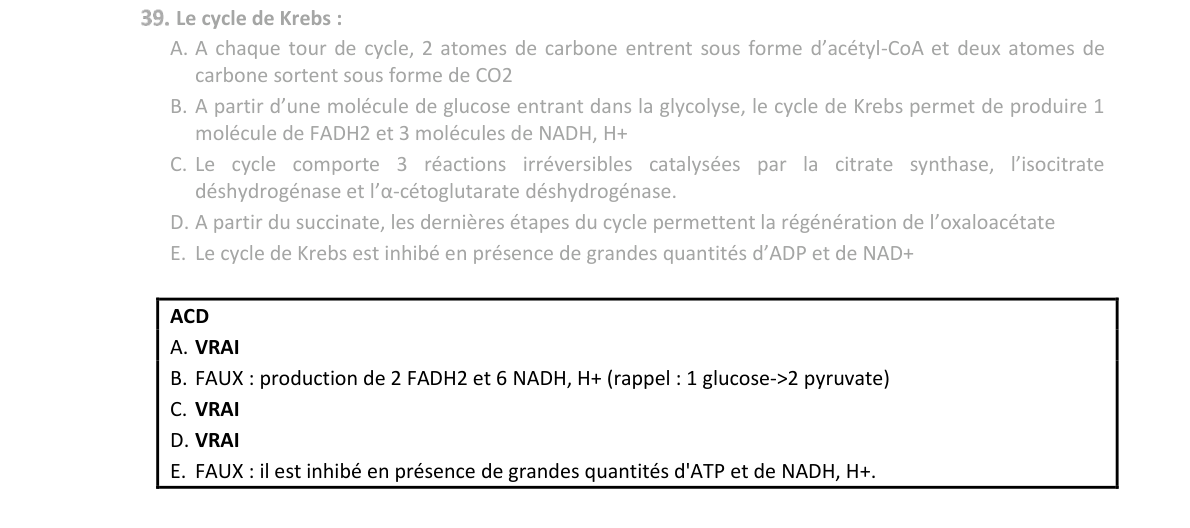 39. Le cycle de Krebs :
A. A chaque tour de cycle, 2 atomes de carbone entrent sous forme d’acétyl-CoA et deux atomes de
carbone sortent sous forme de CO2
B. A partir d’une molécule de glucose entrant dans la glycolyse, le cycle de Krebs permet de produire 1
molécule de FADH2 et 3 molécules de NADH, H+
C. Le cycle comporte 3 réactions irréversibles catalysées par la citrate synthase, l’isocitrate
déshydrogénase et l’α-cétoglutarate déshydrogénase.
D. A partir du succinate, les dernières étapes du cycle permettent la régénération de l’oxaloacétate
E. Le cycle de Krebs est inhibé en présence de grandes quantités d’ADP et de NAD+
ACD
A. VRAI
B. FAUX : production de 2 FADH2 et 6 NADH, H+ (rappel : 1 glucose->2 pyruvate)
C. VRAI
D. VRAI
E. FAUX : il est inhibé en présence de grandes quantités d'ATP et de NADH, H+.